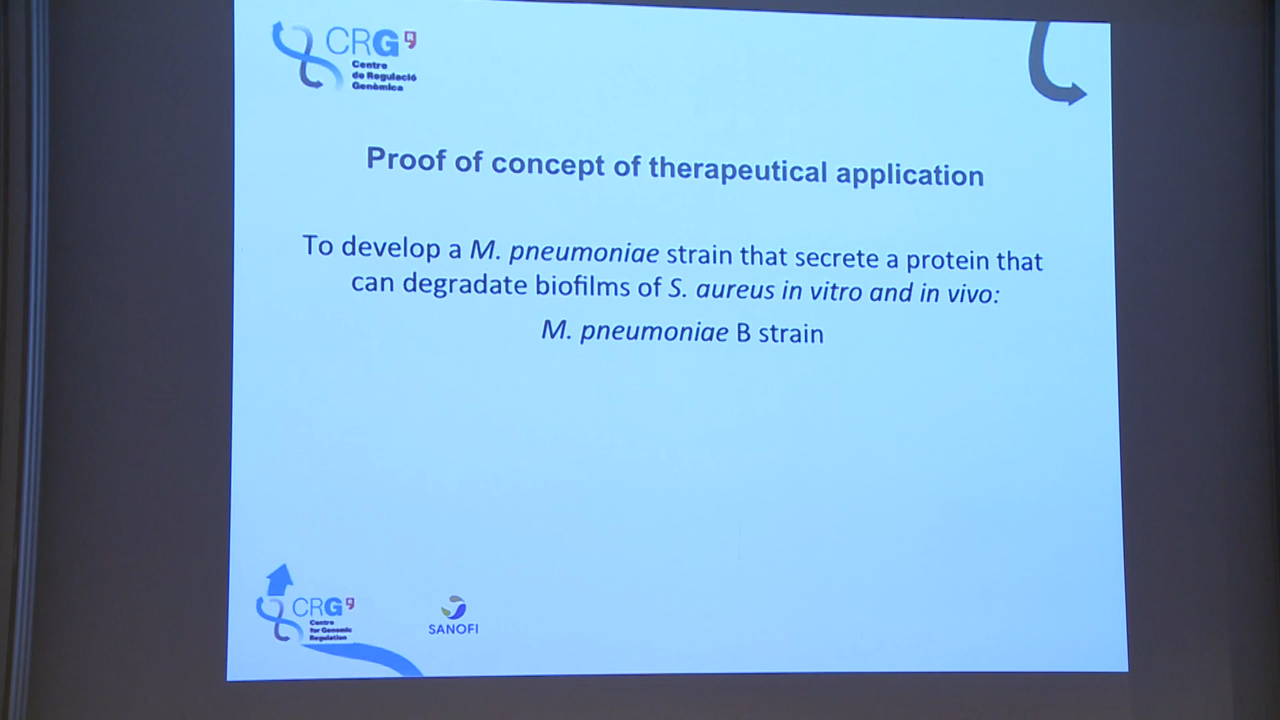 CRG
Centre
de Regulació
Genòmica
Proof of concept of therapeutical application
To develop a M. pneumoniae strain that secrete a protein that
can degradate biofilms of S. aureus in vitro and in vivo:
M. pneumoniae B strain
CRG
Centre
for Genomic
Regulation
SANOFI